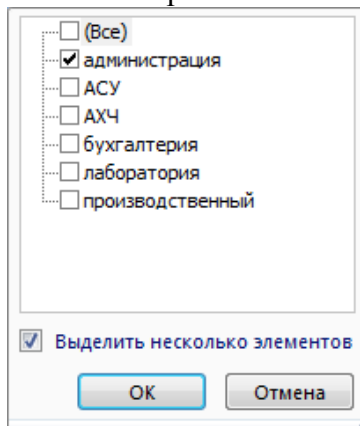 (Все)
администрация
АСУ
АХЧ
бухгалтерия
лаборатория
производственный
Выделить несколько элементов
ОК Отмена